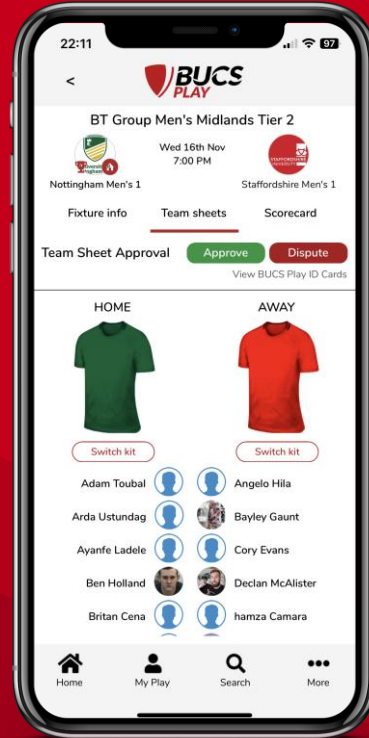 22:11
97
<
BUCS
PLAY
BT Group Men's Midlands Tier 2
Wed 16th Nov
7:00 PM
STAFFORDSHIRE
UNIVERSITY
Nottingham Men's 1
Staffordshire Men's 1
Fixture info Team sheets Scorecard
Team Sheet Approval Approve Dispute
View BUCS Play ID Cards
HOME AWAY
Switch kit Switch kit
Adam Toubal Angelo Hila
Arda Ustundag Bayley Gaunt
Ayanfe Ladele Cory Evans
Ben Holland Declan McAlister
Britan Cena hamza Camara
Home My Play Search More